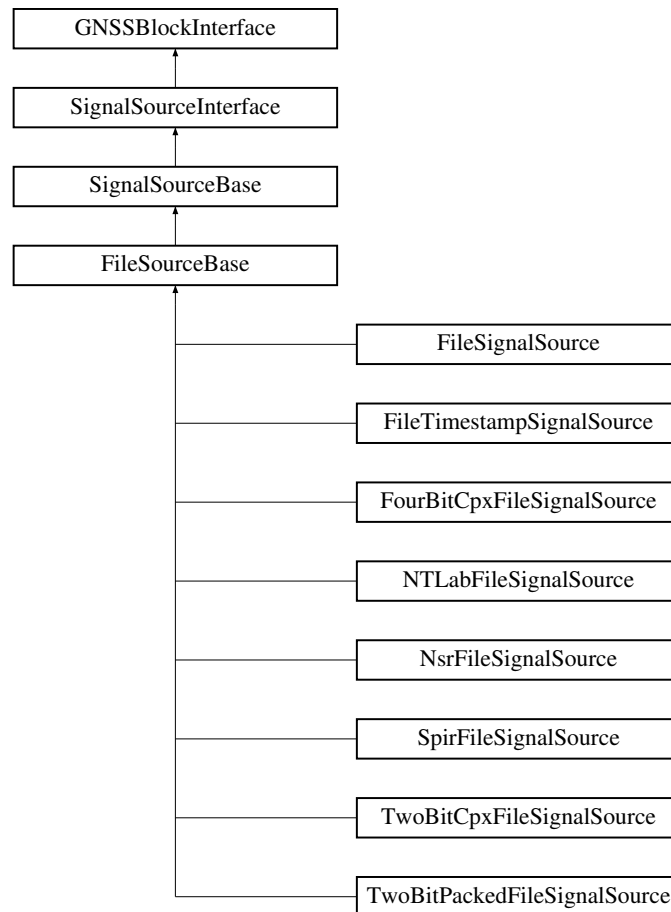 GNSSBlockInterface
SignalSourceInterface
SignalSourceBase
FileSourceBase
FileSignalSource
FileTimestampSignalSource
FourBitCpxFileSignalSource
NTLabFileSignalSource
NsrFileSignalSource
SpirFileSignalSource
TwoBitCpxFileSignalSource
TwoBitPackedFileSignalSource